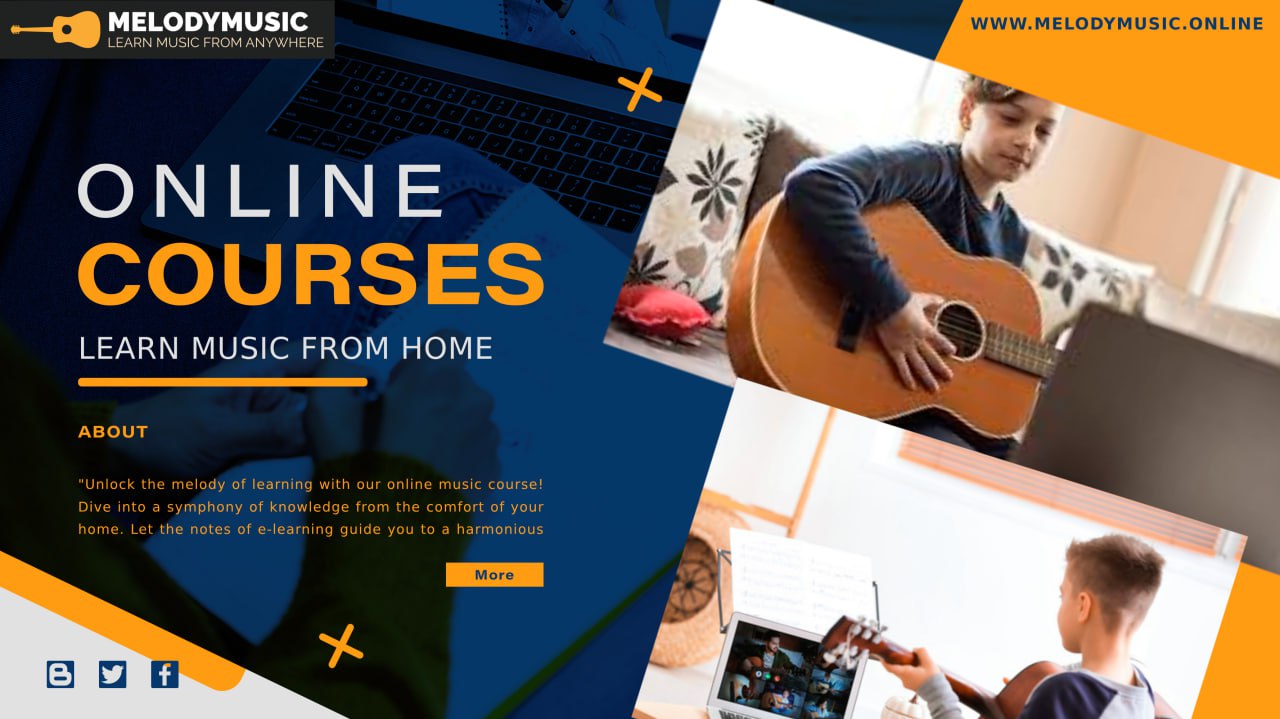 MELODYMUSIC
LEARN MUSIC FROM ANYWHERE
WWW.MELODYMUSIC.ONLINE
ONLINE
COURSES
LEARN MUSIC FROM HOME
ABOUT
"Unlock the melody of learning with our online music course!
Dive into a symphony of knowledge from the comfort of your
home. Let the notes of e-learning guide you to a harmonious
More